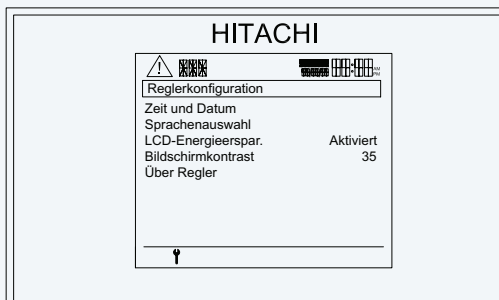 HITACHI
Reglerkonfiguration
Zeit und Datum
Sprachenauswahl
LCD-Energieerspar. Aktiviert
Bildschirmkontrast 35
Über Regler